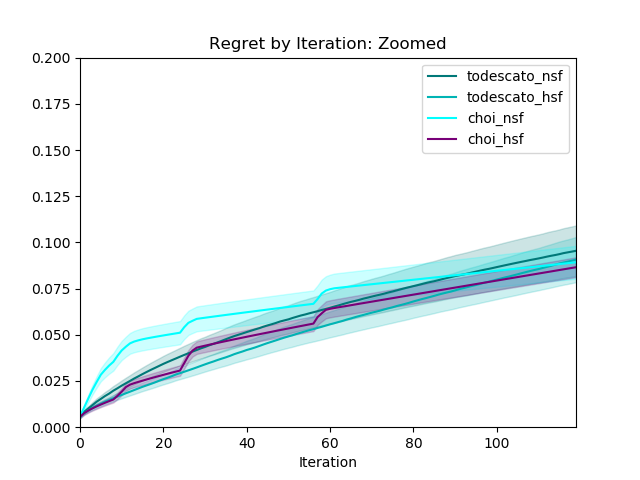 Regret by Iteration: Zoomed
0.200
0.175
0.150
0.125
0.100
0.075
0.050
0.025
0.000
todescato_nsf
todescato_hsf
choi_nsf
choi_hsf
0 20 40 60 80 100
Iteration